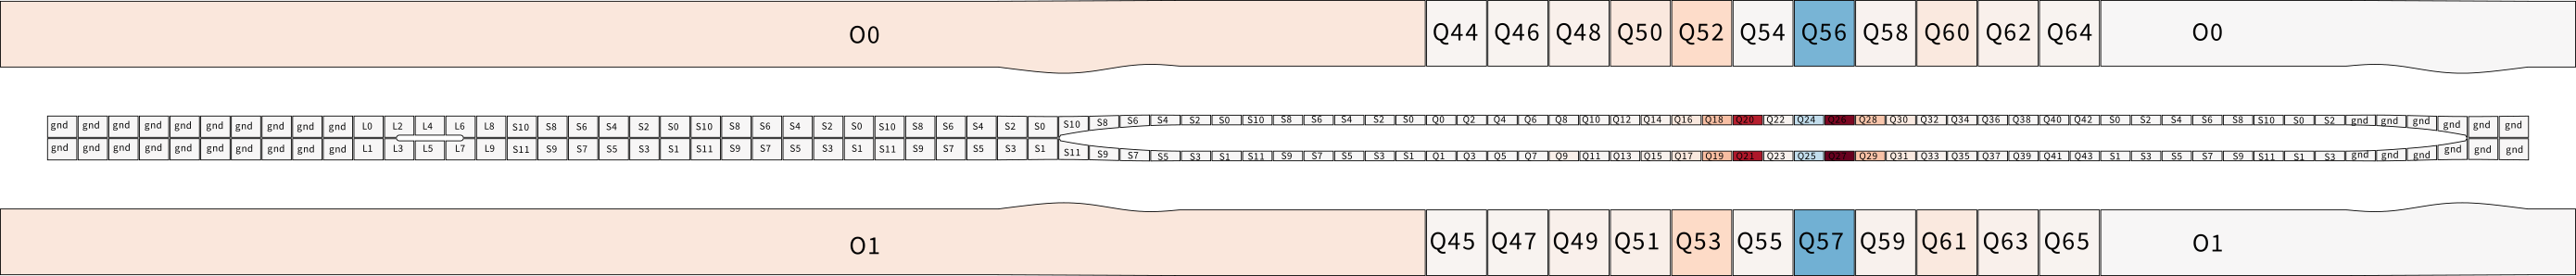 O0 Q44 Q46 Q48 Q50 Q52 Q54 Q56 Q58 Q60 Q62 Q64 O0
gnd gnd gnd gnd gnd gnd gnd gnd gnd gnd L0 L2 L4 L6 L8 S10 S8 S6 S4 S2 S0 S10 S8 S6 S4 S2 S0 S10 S8 S6 S4 S2 S0 S10 S8 S6 S4 S2 S0 S10 S8 S6 S4 S2 S0 Q0 Q2 Q4 Q6 Q8 Q10 Q12 Q14 Q16 Q18 Q20 Q22 Q24 Q26 Q28 Q30 Q32 Q34 Q36 Q38 Q40 Q42 S0 S2 S4 S6 S8 S10 S0 S2 gnd gnd gnd gnd gnd gnd
gnd gnd gnd gnd gnd gnd gnd gnd gnd gnd L1 L3 L5 L7 L9 S11 S9 S7 S5 S3 S1 S11 S9 S7 S5 S3 S1 S11 S9 S7 S5 S3 S1 S11 S9 S7 S5 S3 S1 S11 S9 S7 S5 S3 S1 Q1 Q3 Q5 Q7 Q9 Q11 Q13 Q15 Q17 Q19 Q21 Q23 Q25 Q27 Q29 Q31 Q33 Q35 Q37 Q39 Q41 Q43 S1 S3 S5 S7 S9 S11 S1 S3 gnd gnd gnd gnd gnd gnd
O1 Q45 Q47 Q49 Q51 Q53 Q55 Q57 Q59 Q61 Q63 Q65 O1